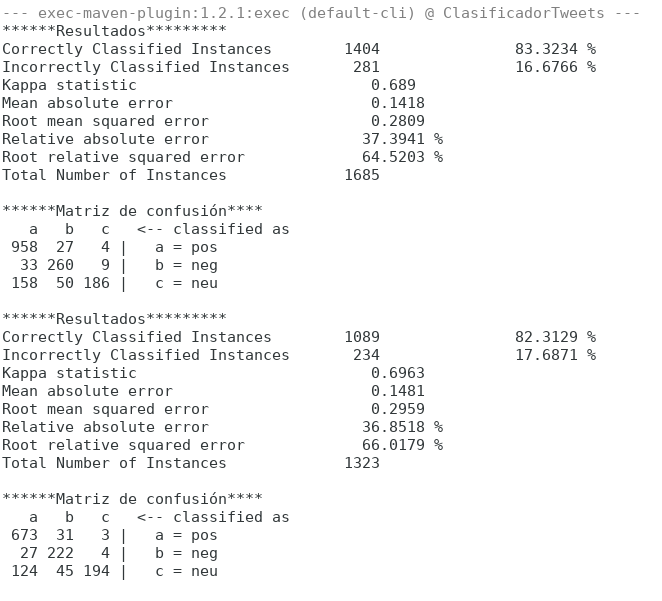 --- exec-maven-plugin:1.2.1:exec (default-cli) @ ClasificadorTweets ---
******Resultados*********
Correctly Classified Instances        1404               83.3234 %
Incorrectly Classified Instances       281               16.6766 %
Kappa statistic                          0.689
Mean absolute error                      0.1418
Root mean squared error                  0.2809
Relative absolute error                 37.3941 %
Root relative squared error             64.5203 %
Total Number of Instances             1685

******Matriz de confusión****
   a   b   c   <-- classified as
 958  27   4 |   a = pos
  33 260   9 |   b = neg
 158  50 186 |   c = neu

******Resultados*********
Correctly Classified Instances        1089               82.3129 %
Incorrectly Classified Instances       234               17.6871 %
Kappa statistic                          0.6963
Mean absolute error                      0.1481
Root mean squared error                  0.2959
Relative absolute error                 36.8518 %
Root relative squared error             66.0179 %
Total Number of Instances             1323

******Matriz de confusión****
   a   b   c   <-- classified as
 673  31   3 |   a = pos
  27 222   4 |   b = neg
 124  45 194 |   c = neu